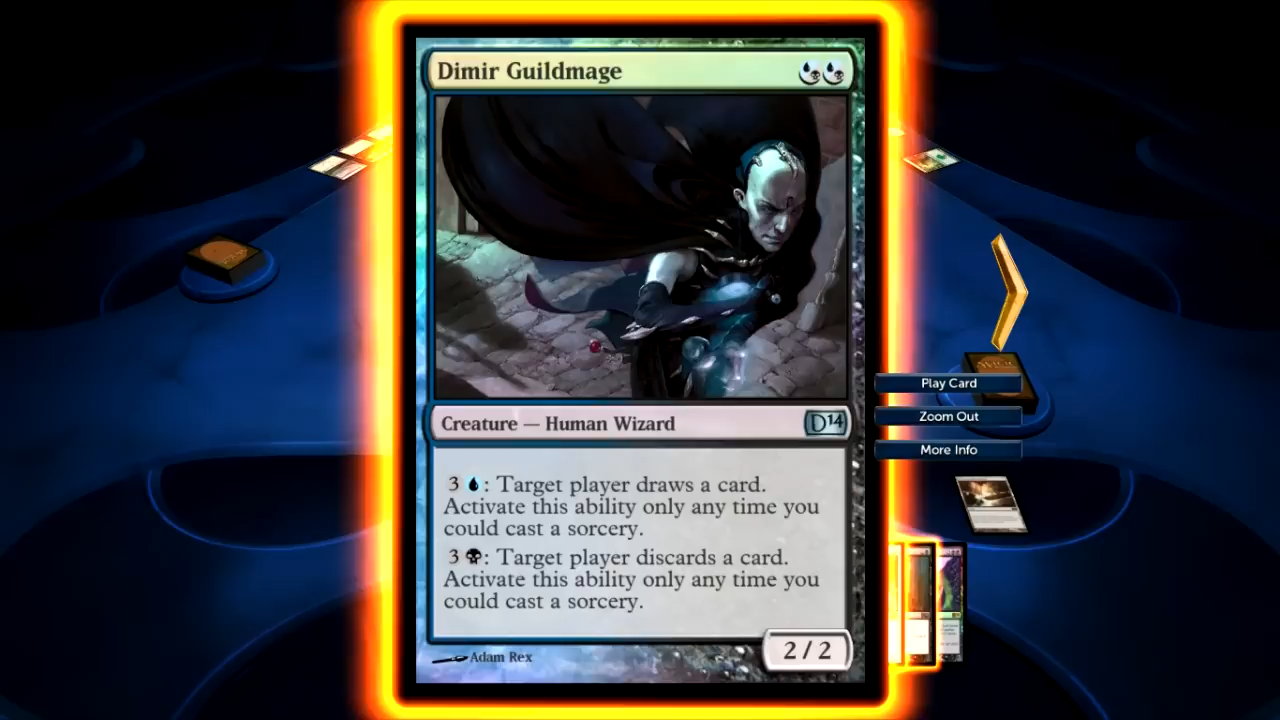 Dimir Guildmage
Creature — Human Wizard
D14
3 : Target player draws a card.
Activate this ability only any time you
could cast a sorcery.
3 : Target player discards a card.
Activate this ability only any time you
could cast a sorcery.
2 / 2
Adam Rex
Play Card
Zoom Out
More Info